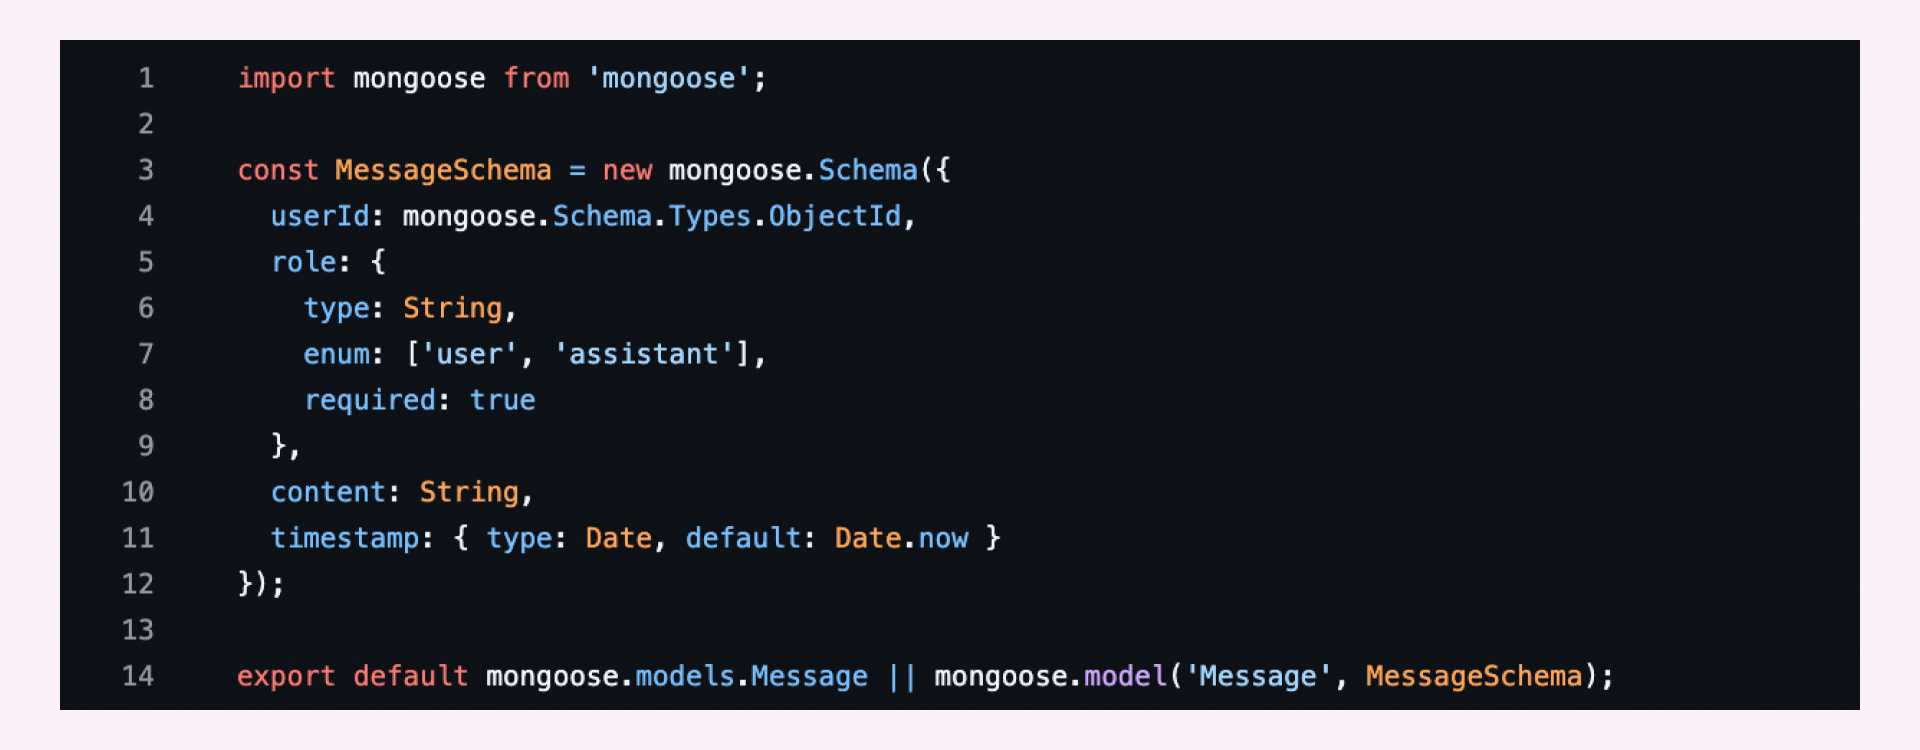 1 import mongoose from 'mongoose';
2
3 const MessageSchema = new mongoose.Schema({
4   userId: mongoose.Schema.Types.ObjectId,
5   role: {
6     type: String,
7     enum: ['user', 'assistant'],
8     required: true
9   },
10   content: String,
11   timestamp: { type: Date, default: Date.now }
12 });
13
14 export default mongoose.models.Message || mongoose.model('Message', MessageSchema);